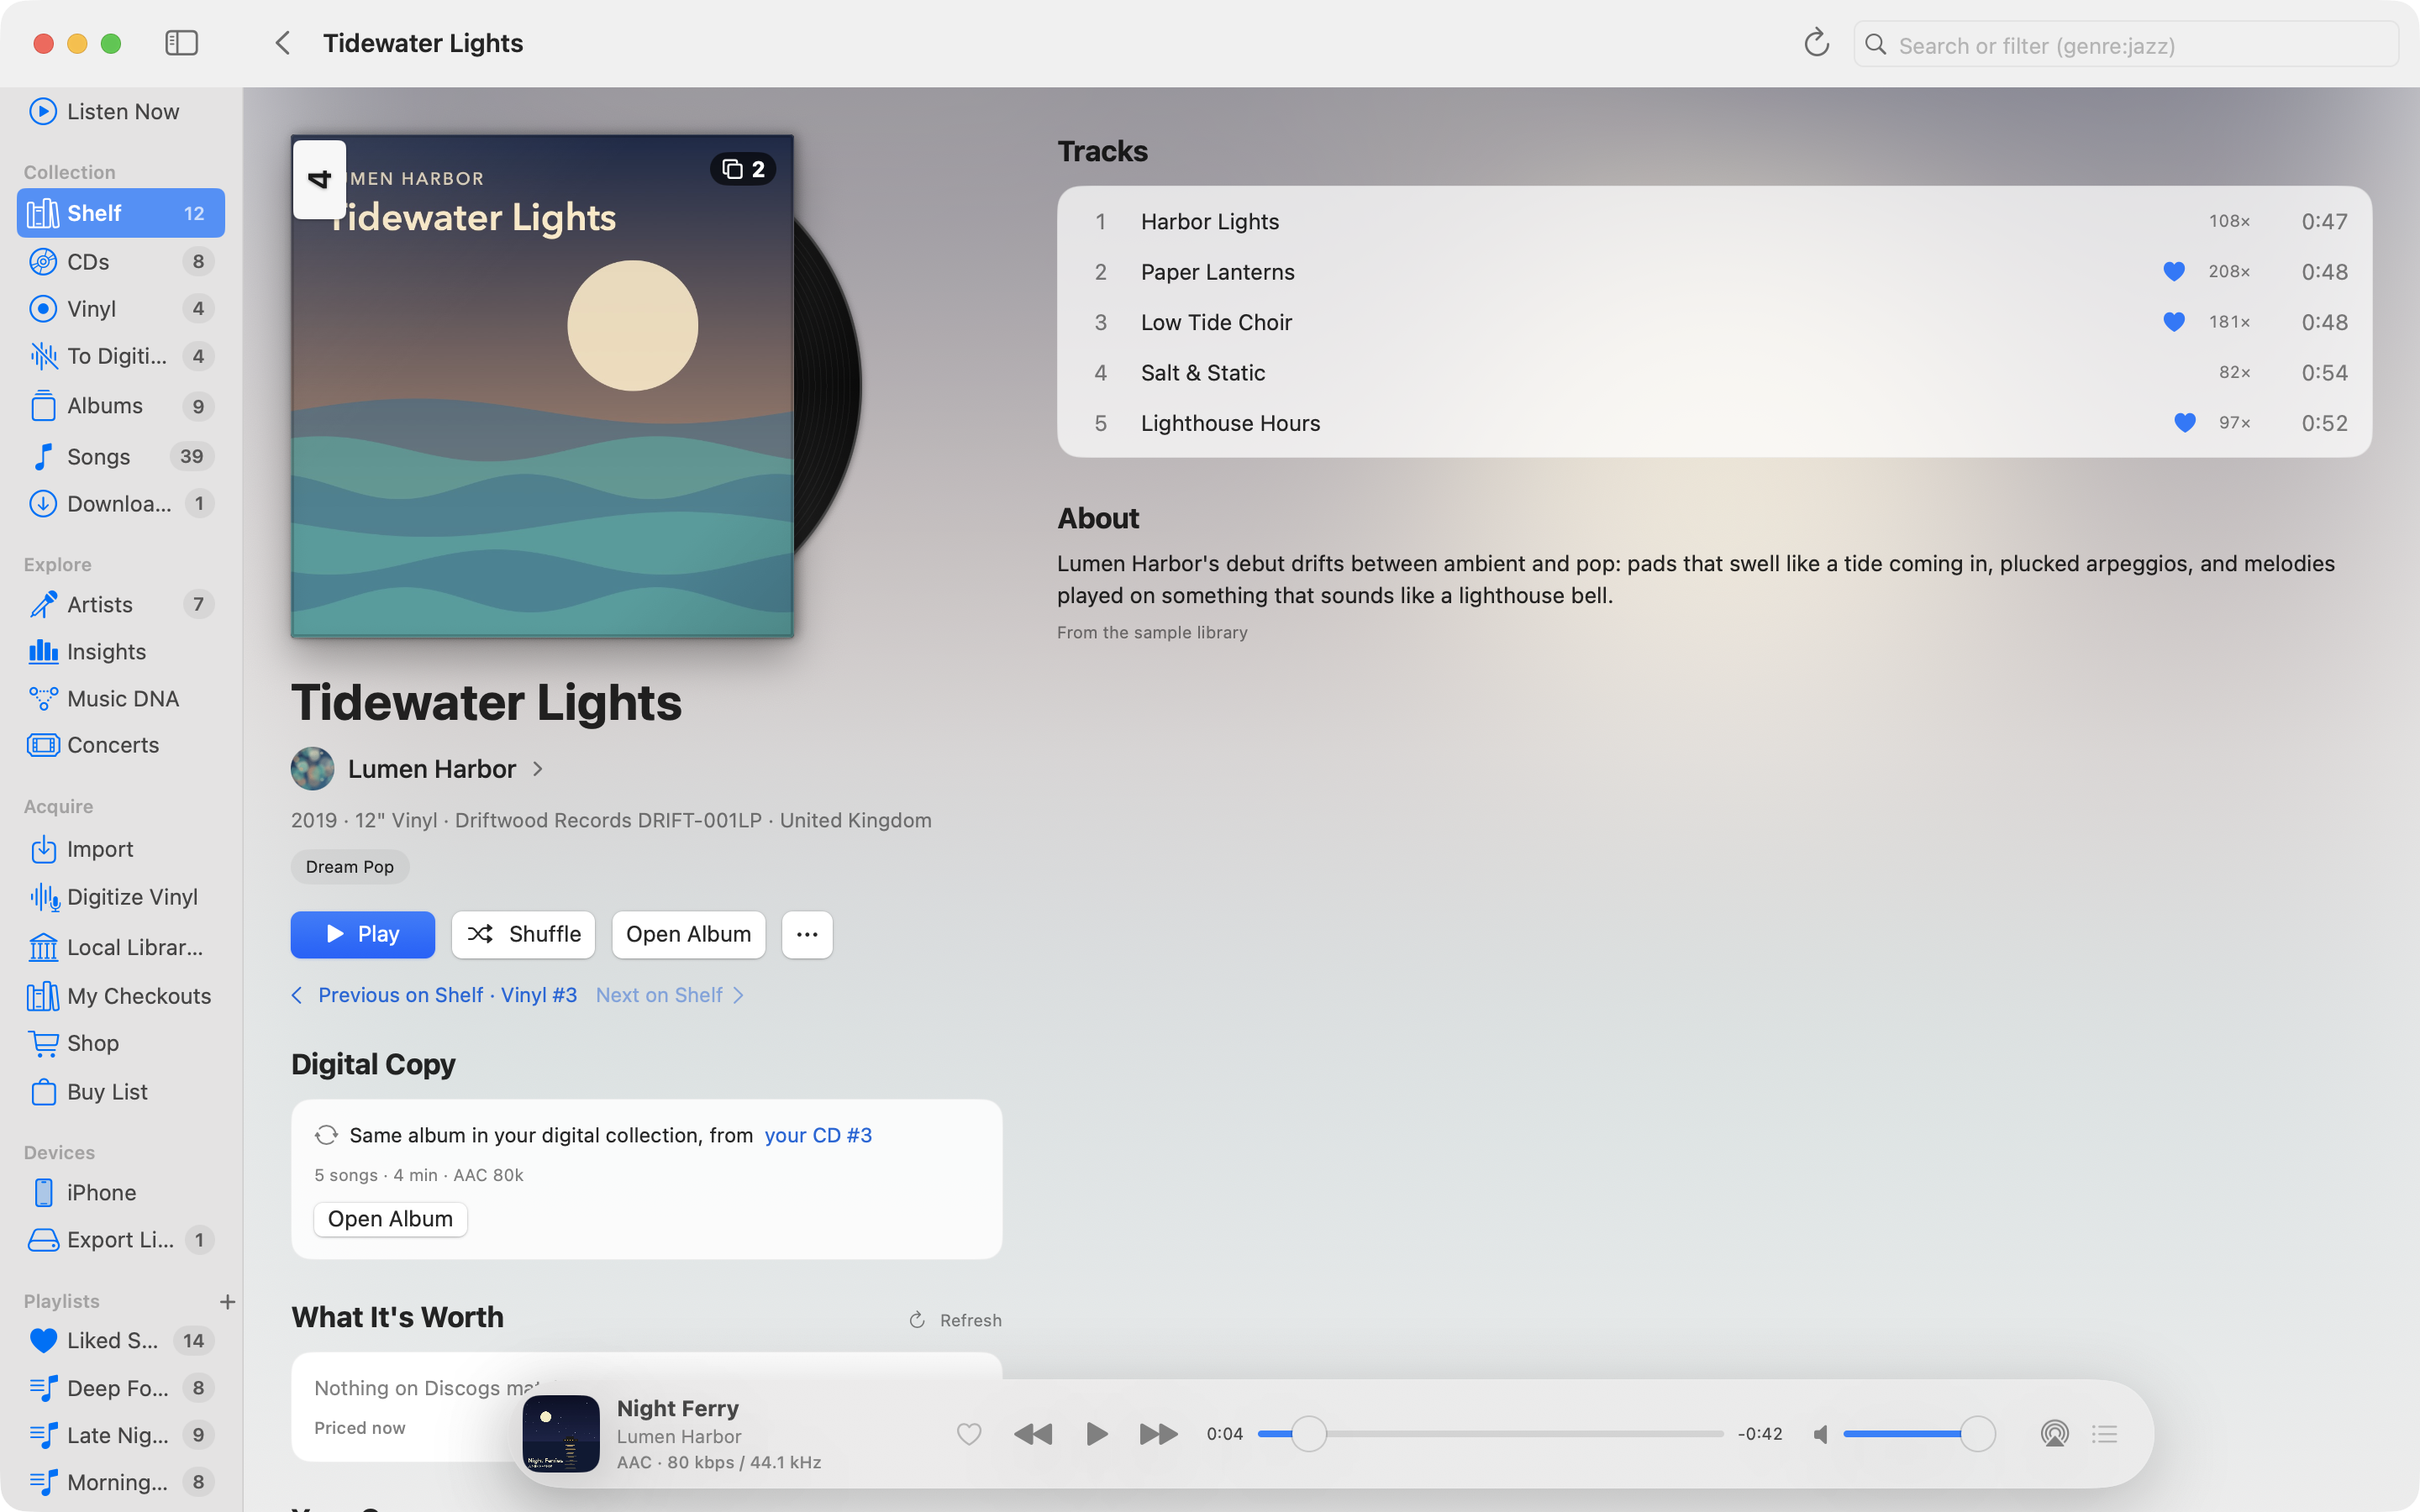 Tidewater Lights
Search or filter (genre:jazz)
Listen Now
Collection
Shelf 12
CDs 8
Vinyl 4
To Digiti... 4
Albums 9
Songs 39
Downloa... 1
Explore
Artists 7
Insights
Music DNA
Concerts
Acquire
Import
Digitize Vinyl
Local Librar...
My Checkouts
Shop
Buy List
Devices
iPhone
Export Li... 1
Playlists
Liked S... 14
Deep Fo... 8
Late Nig... 9
Morning... 8
4
UMEN HARBOR
Tidewater Lights
2
Tidewater Lights
Lumen Harbor
2019 · 12" Vinyl · Driftwood Records DRIFT-001LP · United Kingdom
Dream Pop
Play Shuffle Open Album
Previous on Shelf · Vinyl #3 Next on Shelf
Digital Copy
Same album in your digital collection, from your CD #3
5 songs · 4 min · AAC 80k
Open Album
What It's Worth Refresh
Nothing on Discogs
Priced now
Tracks
1 Harbor Lights 108× 0:47
2 Paper Lanterns 208× 0:48
3 Low Tide Choir 181× 0:48
4 Salt & Static 82× 0:54
5 Lighthouse Hours 97× 0:52
About
Lumen Harbor's debut drifts between ambient and pop: pads that swell like a tide coming in, plucked arpeggios, and melodies
played on something that sounds like a lighthouse bell.
From the sample library
Night Ferry
Lumen Harbor
AAC · 80 kbps / 44.1 kHz
0:04 -0:42